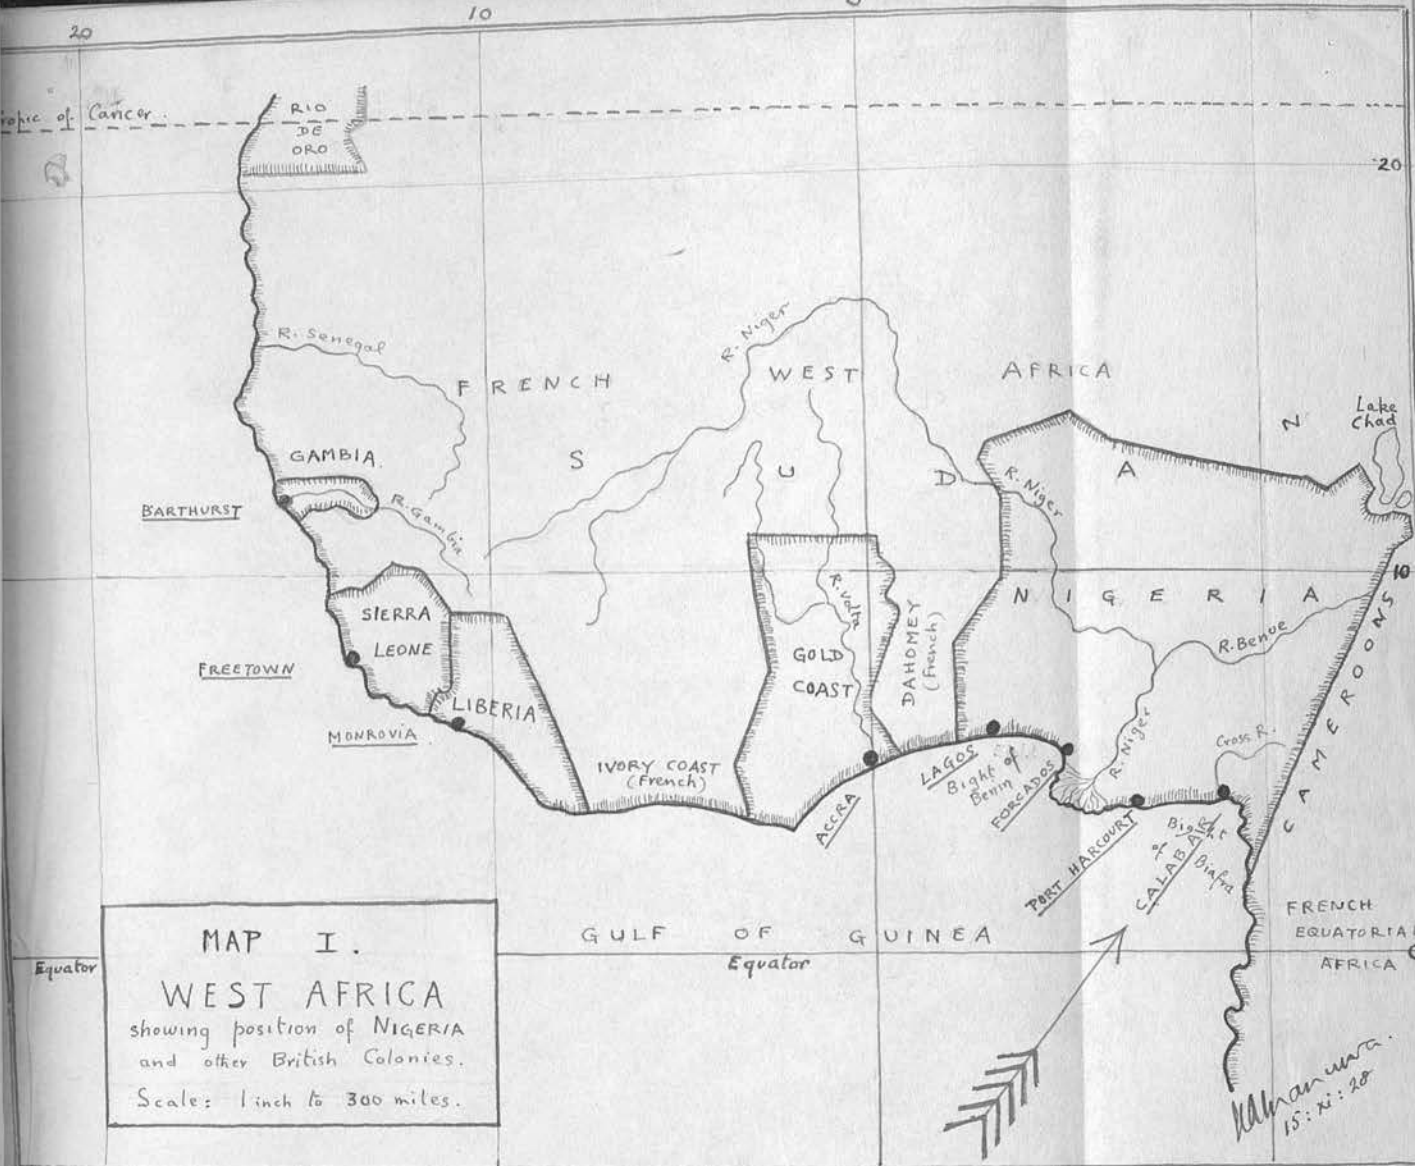 20
10
0
Tropic of Cancer.
RIO
DE
ORO
20
R. Senegal
R. Niger
FRENCH
WEST
AFRICA
Lake
Chad
S U D A N
GAMBIA.
BARTHURST
R. Gambia
R. Niger
10
SIERRA
LEONE
FREETOWN
LIBERIA
MONROVIA
IVORY COAST
(French)
R. Volta
GOLD
COAST
DAHOMEY
(French)
NIGERIA
R. Benue
R. Niger
Cross R.
CAMEROONS
ACCRA
LAGOS
Bight of
Benin
FORCADOS
PORT HARCOURT
CALABAR
Bight
of
Biafra
FRENCH
EQUATORIA
AFRICA
GULF OF GUINEA
Equator
Equator
0
MAP I.
WEST AFRICA
showing position of NIGERIA
and other British Colonies.
Scale: 1 inch to 300 miles.
15: xi: 28